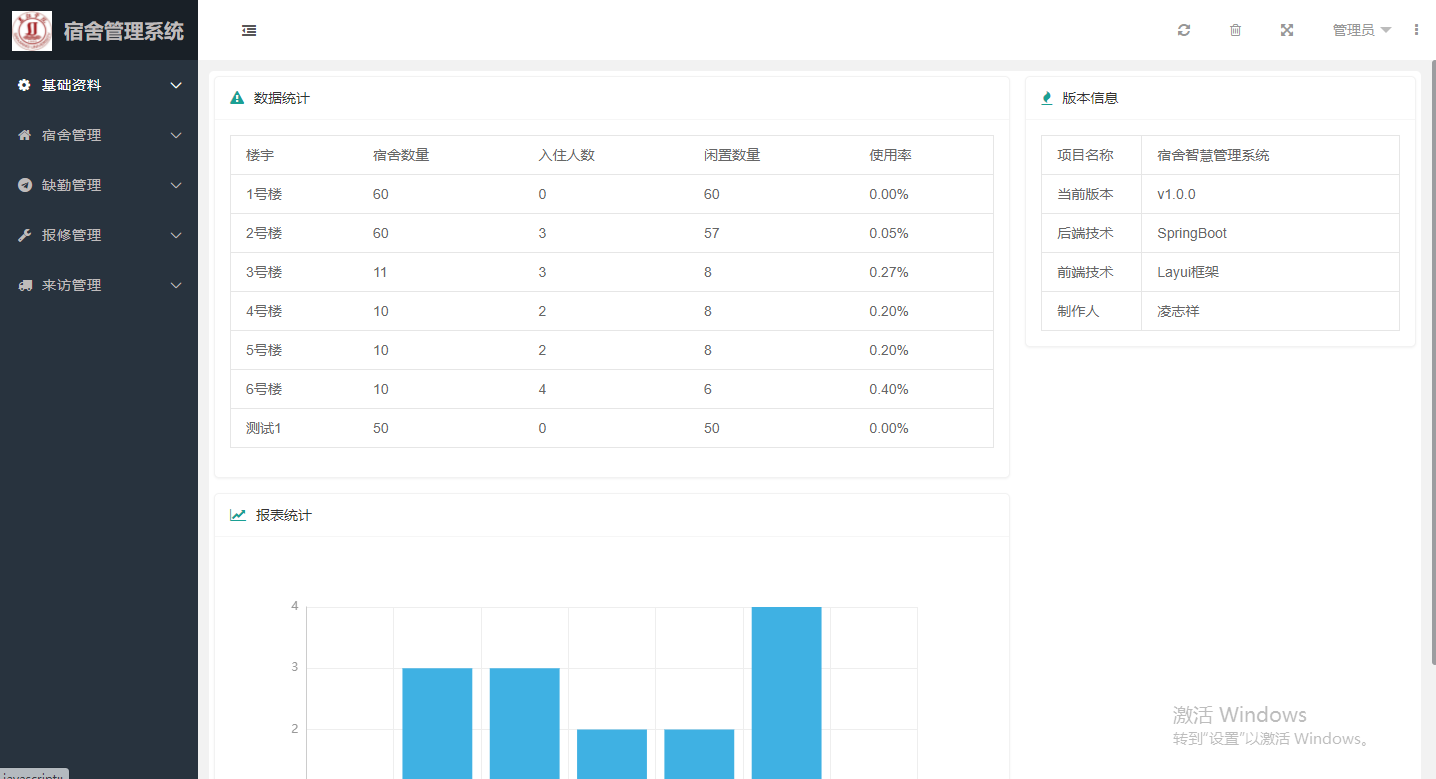 宿舍管理系统
管理员
基础资料
宿舍管理
缺勤管理
报修管理
来访管理
数据统计
楼宇 宿舍数量 入住人数 闲置数量 使用率
1号楼 60 0 60 0.00%
2号楼 60 3 57 0.05%
3号楼 11 3 8 0.27%
4号楼 10 2 8 0.20%
5号楼 10 2 8 0.20%
6号楼 10 4 6 0.40%
测试1 50 0 50 0.00%
版本信息
项目名称 宿舍智慧管理系统
当前版本 v1.0.0
后端技术 SpringBoot
前端技术 Layui框架
制作人 凌志祥
报表统计
4
3
2
激活 Windows
转到"设置"以激活 Windows。